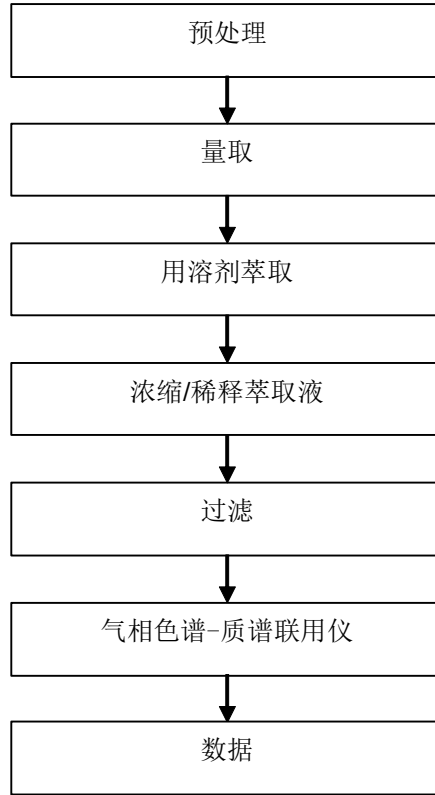 预处理
量取
用溶剂萃取
浓缩/稀释萃取液
过滤
气相色谱-质谱联用仪
数据